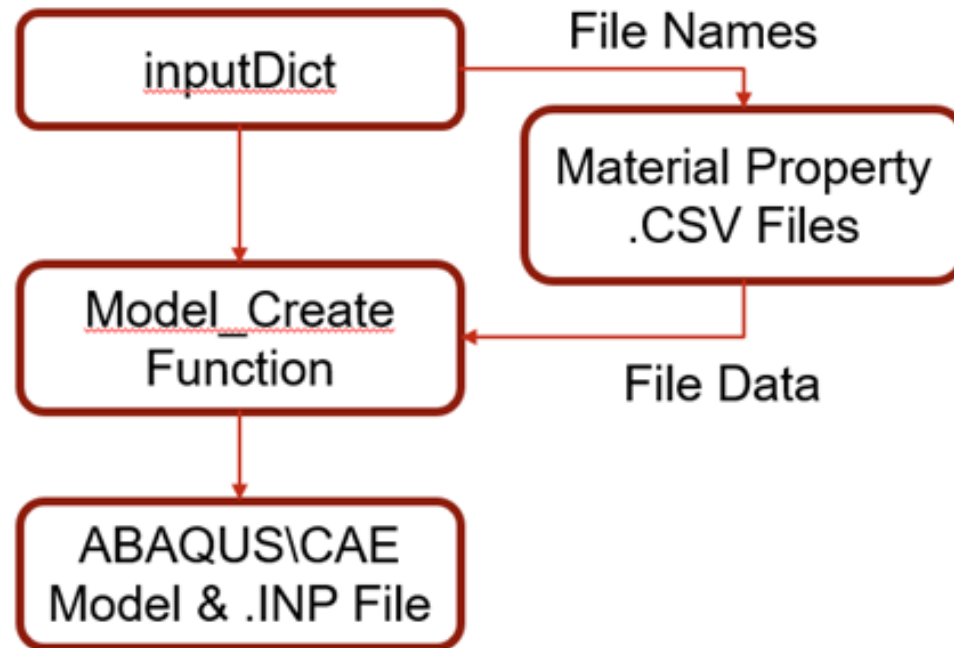 inputDict
File Names
Material Property
.CSV Files
Model_Create
Function
File Data
ABAQUS\CAE
Model & .INP File